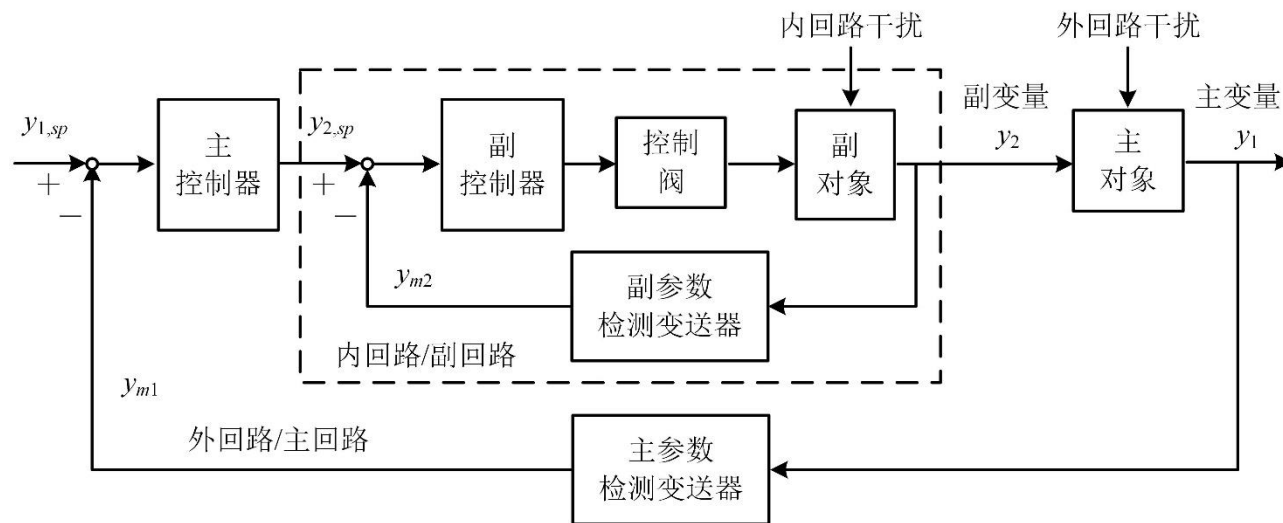 内回路干扰
外回路干扰
副变量
主变量
y1,sp
y2,sp
y2
y1
主
控制器
副
控制器
控制
阀
副
对象
主
对象
+
−
+
−
ym2
副参数
检测变送器
内回路/副回路
ym1
外回路/主回路
主参数
检测变送器